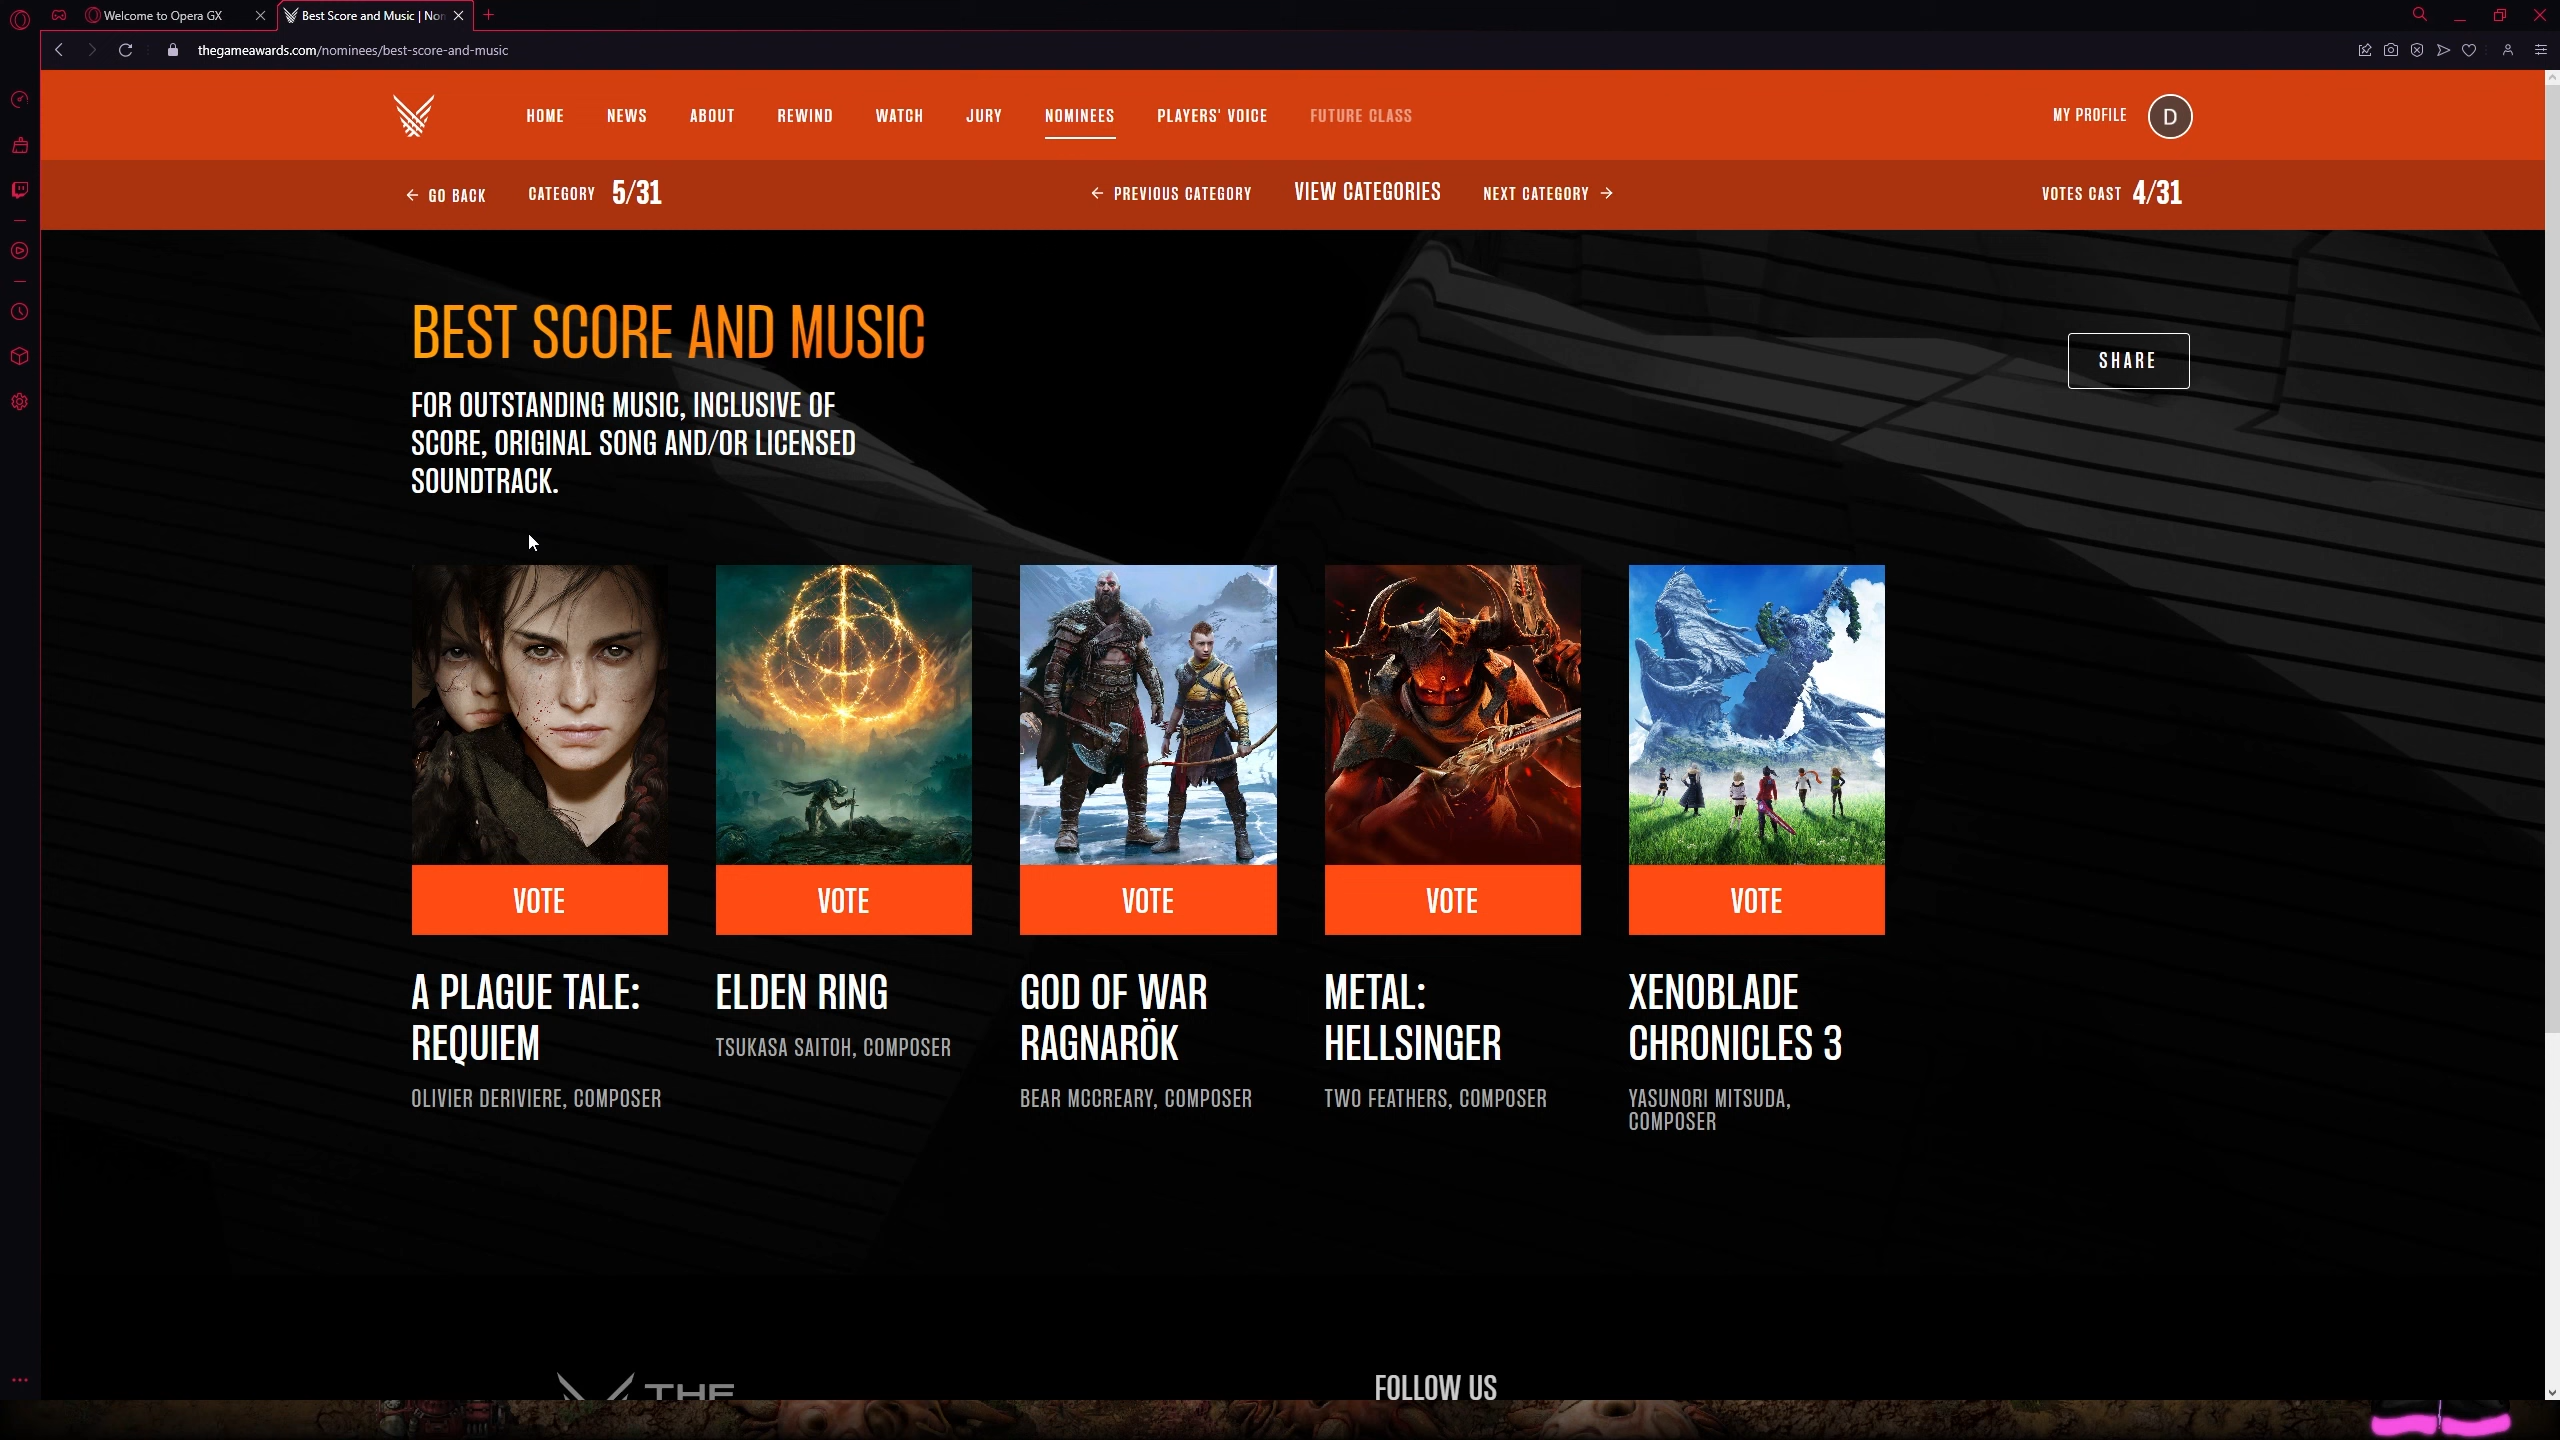 Welcome to Opera GX
Best Score and Music | Nom
thegameawards.com/nominees/best-score-and-music
HOME NEWS ABOUT REWIND WATCH JURY NOMINEES PLAYERS' VOICE FUTURE CLASS MY PROFILE D
← GO BACK CATEGORY 5/31 ← PREVIOUS CATEGORY VIEW CATEGORIES NEXT CATEGORY → VOTES CAST 4/31
BEST SCORE AND MUSIC
SHARE
FOR OUTSTANDING MUSIC, INCLUSIVE OF
SCORE, ORIGINAL SONG AND/OR LICENSED
SOUNDTRACK.
VOTE VOTE VOTE VOTE VOTE
A PLAGUE TALE:
REQUIEM
OLIVIER DERIVIERE, COMPOSER
ELDEN RING
TSUKASA SAITOH, COMPOSER
GOD OF WAR
RAGNARÖK
BEAR MCCREARY, COMPOSER
METAL:
HELLSINGER
TWO FEATHERS, COMPOSER
XENOBLADE
CHRONICLES 3
YASUNORI MITSUDA,
COMPOSER
THE
FOLLOW US